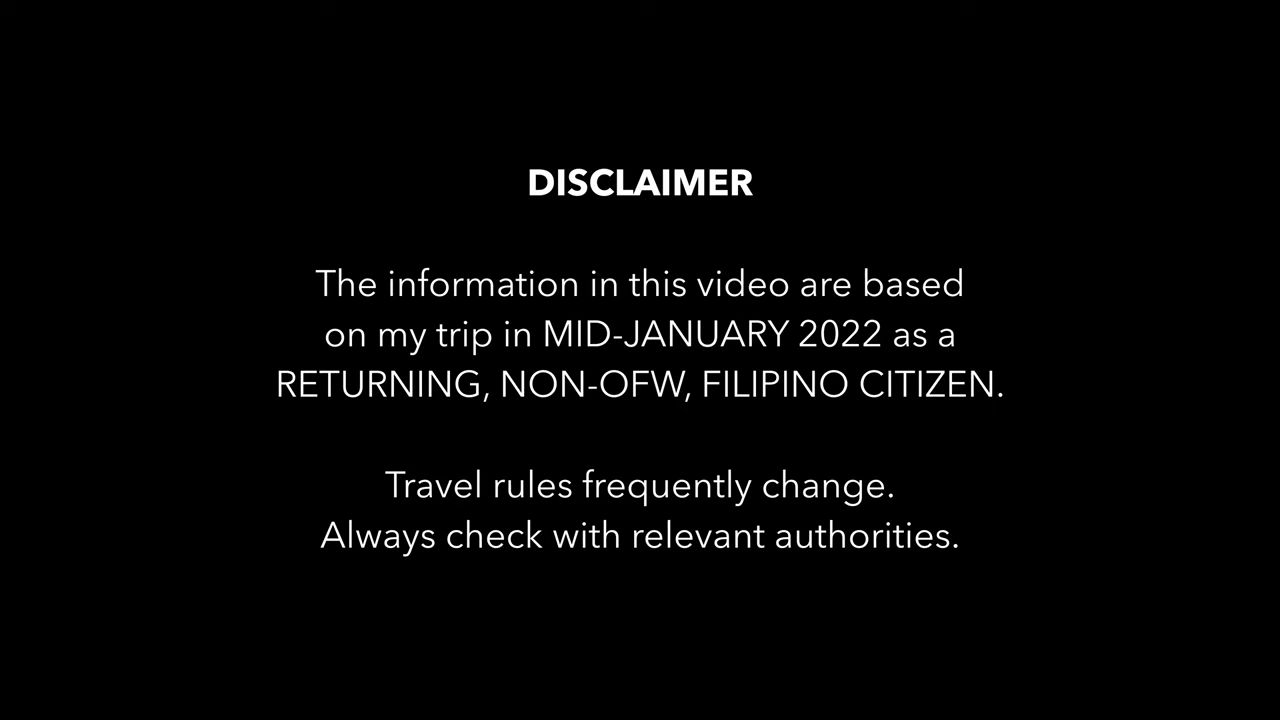 DISCLAIMER
The information in this video are based
on my trip in MID-JANUARY 2022 as a
RETURNING, NON-OFW, FILIPINO CITIZEN.
Travel rules frequently change.
Always check with relevant authorities.